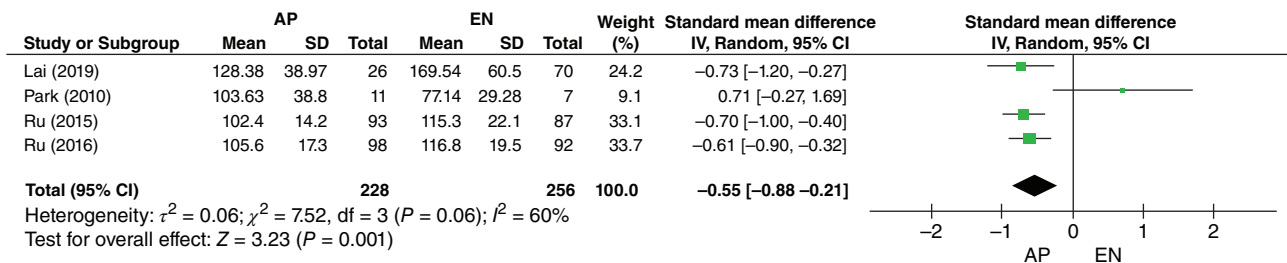 AP EN Weight Standard mean difference Standard mean difference
Study or Subgroup Mean SD Total Mean SD Total (%) IV, Random, 95% CI IV, Random, 95% CI
Lai (2019) 128.38 38.97 26 169.54 60.5 70 24.2 −0.73 [−1.20, −0.27]
Park (2010) 103.63 38.8 11 77.14 29.28 7 9.1 0.71 [−0.27, 1.69]
Ru (2015) 102.4 14.2 93 115.3 22.1 87 33.1 −0.70 [−1.00, −0.40]
Ru (2016) 105.6 17.3 98 116.8 19.5 92 33.7 −0.61 [−0.90, −0.32]
Total (95% CI) 228 256 100.0 −0.55 [−0.88 −0.21]
Heterogeneity: τ² = 0.06; χ² = 7.52, df = 3 (P = 0.06); I² = 60%
Test for overall effect: Z = 3.23 (P = 0.001)
−2 −1 0 1 2
AP EN